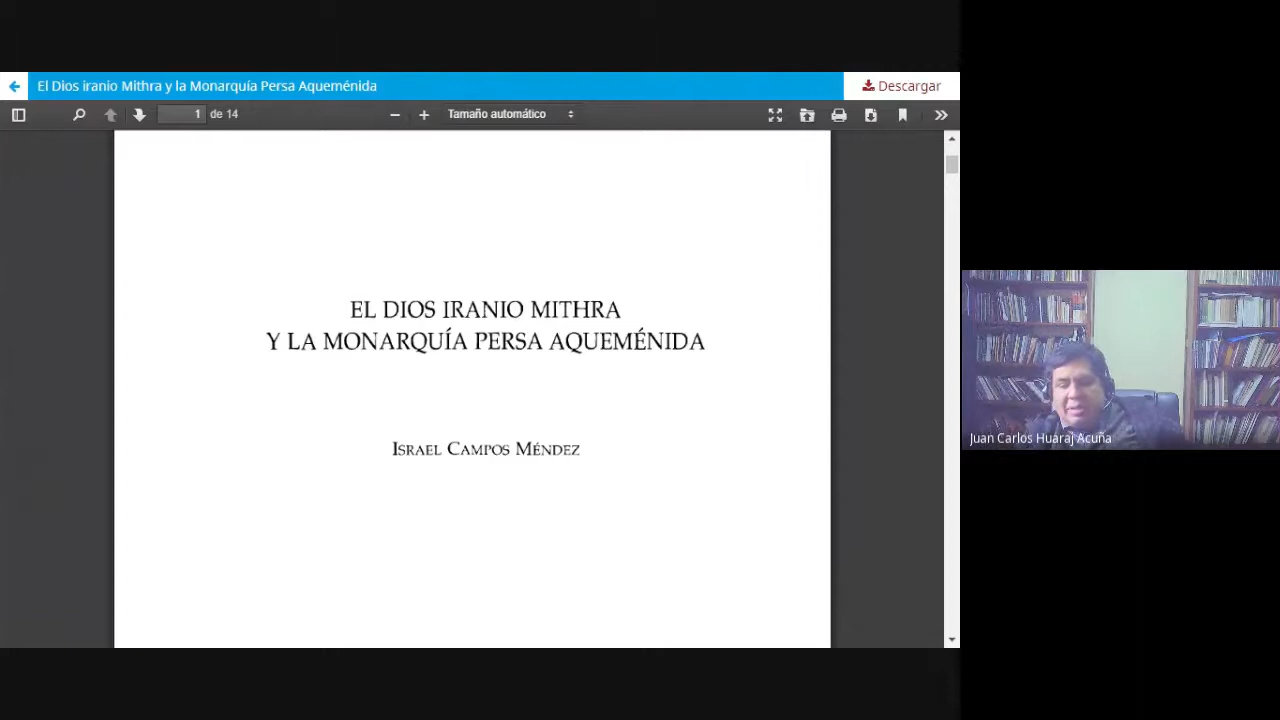 El Dios iranio Mithra y la Monarquía Persa Aqueménida
Descargar
1 de 14
Tamaño automático
EL DIOS IRANIO MITHRA
Y LA MONARQUÍA PERSA AQUEMÉNIDA
ISRAEL CAMPOS MÉNDEZ
Juan Carlos Huaraj Acuña